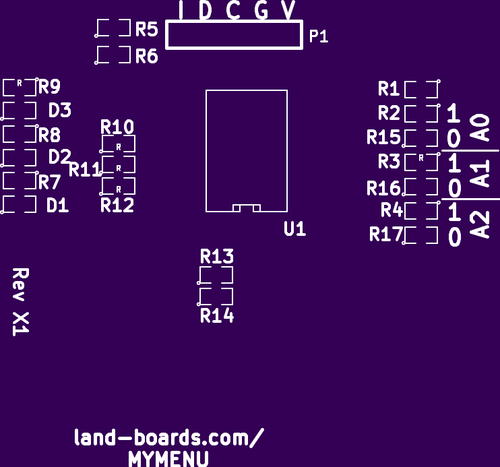 I D C G V
R5
P1
R6
R9
R
R1
D3
R2
1
A0
R8
R10
R15
0
D2
R
R3
R
1
A1
R11
R
R7
R
R16
0
D1
R12
R4
1
A2
U1
R17
0
R13
Rev X1
R14
land-boards.com/
MYMENU